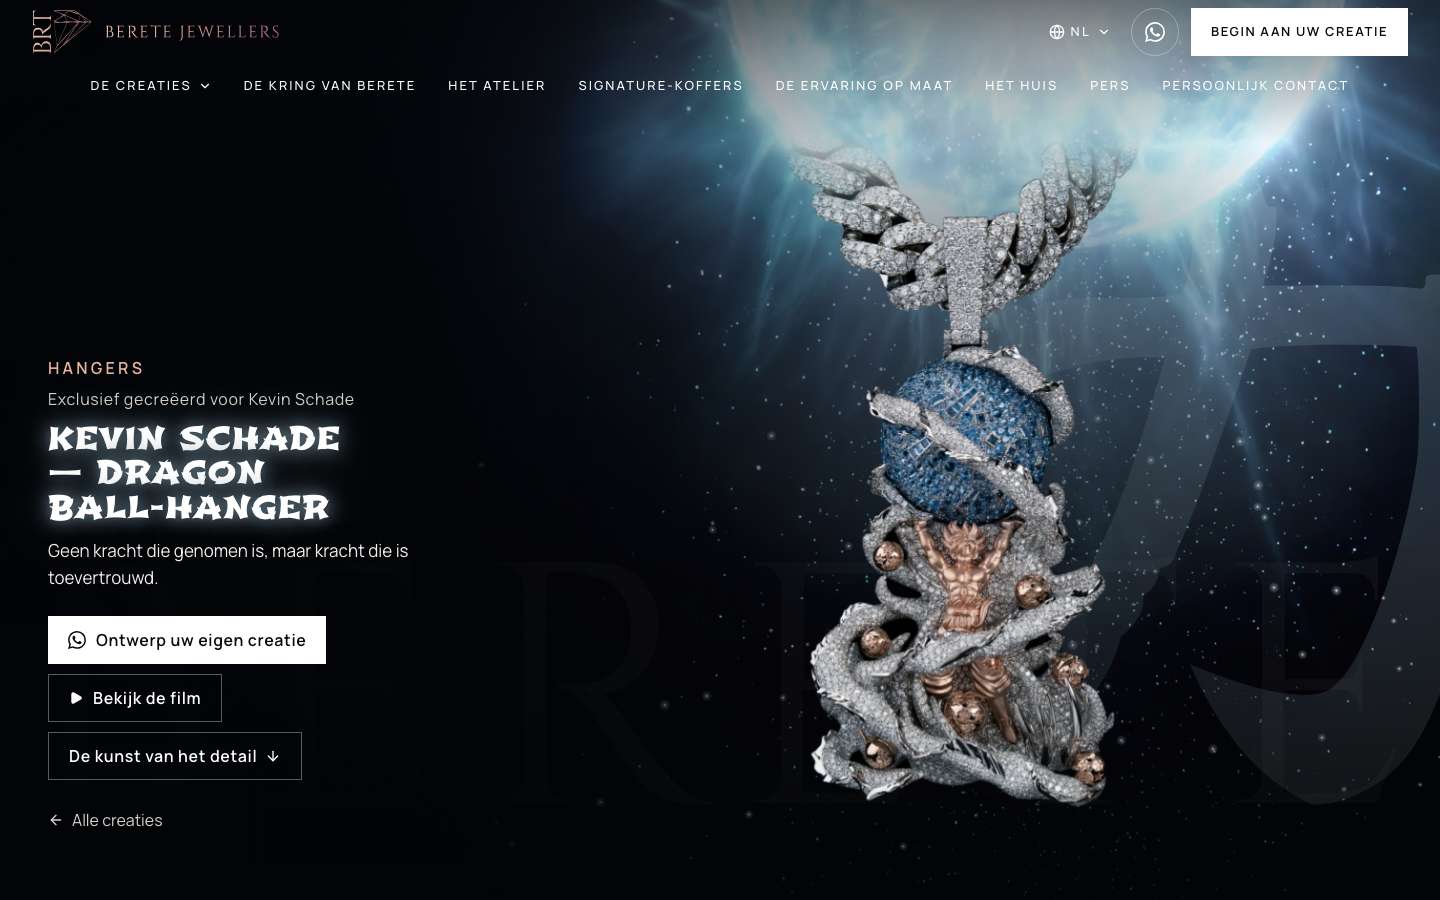 BRT BERETE JEWELLERS
NL
BEGIN AAN UW CREATIE
DE CREATIES
DE KRING VAN BERETE
HET ATELIER
SIGNATURE-KOFFERS
DE ERVARING OP MAAT
HET HUIS
PERS
PERSOONLIJK CONTACT
HANGERS
Exclusief gecreëerd voor Kevin Schade
KEVIN SCHADE
— DRAGON
BALL-HANGER
Geen kracht die genomen is, maar kracht die is
toevertrouwd.
Ontwerp uw eigen creatie
Bekijk de film
De kunst van het detail
Alle creaties